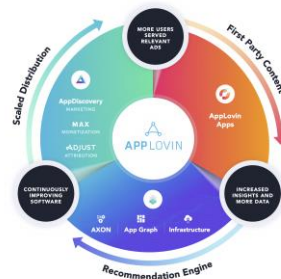 MORE USERS
SERVED
RELEVANT
ADS
Scaled Distribution
First Party Content
AppDiscovery
MARKETING
MAX
MONETIZATION
ADJUST
ATTRIBUTION
AppLovin
Apps
APPLOVIN
CONTINUOUSLY
IMPROVING
SOFTWARE
INCREASED
INSIGHTS AND
MORE DATA
AXON
App Graph
Infrastructure
Recommendation Engine